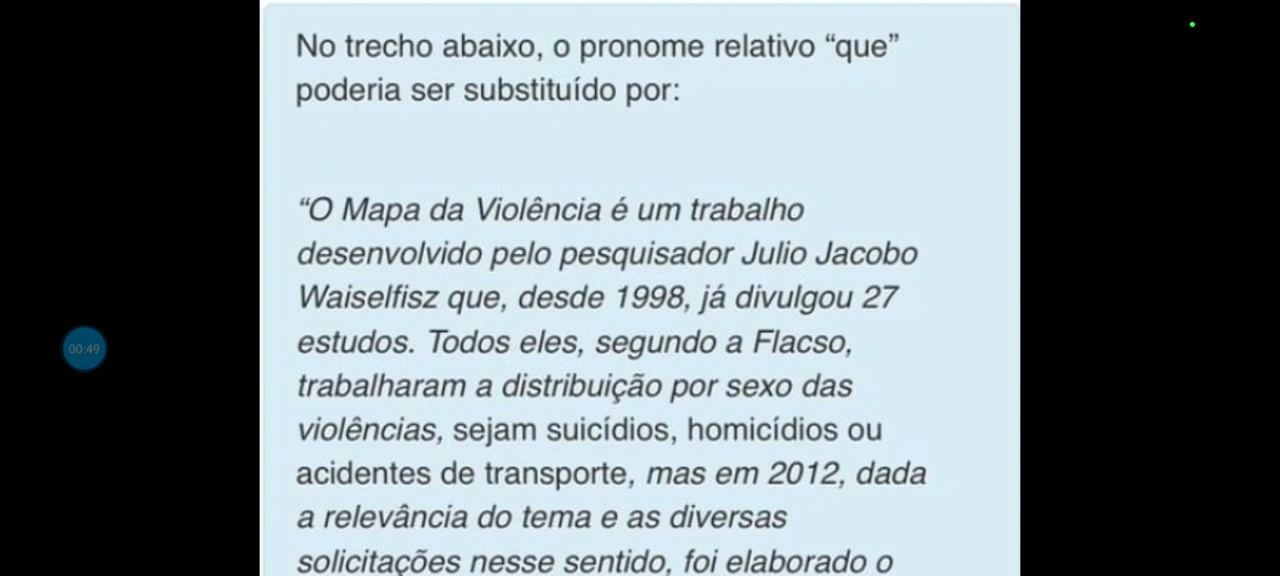 No trecho abaixo, o pronome relativo “que”
poderia ser substituído por:
“O Mapa da Violência é um trabalho
desenvolvido pelo pesquisador Julio Jacobo
Waiselfisz que, desde 1998, já divulgou 27
estudos. Todos eles, segundo a Flacso,
trabalharam a distribuição por sexo das
violências, sejam suicídios, homicídios ou
acidentes de transporte, mas em 2012, dada
a relevância do tema e as diversas
solicitações nesse sentido, foi elaborado o
00:49